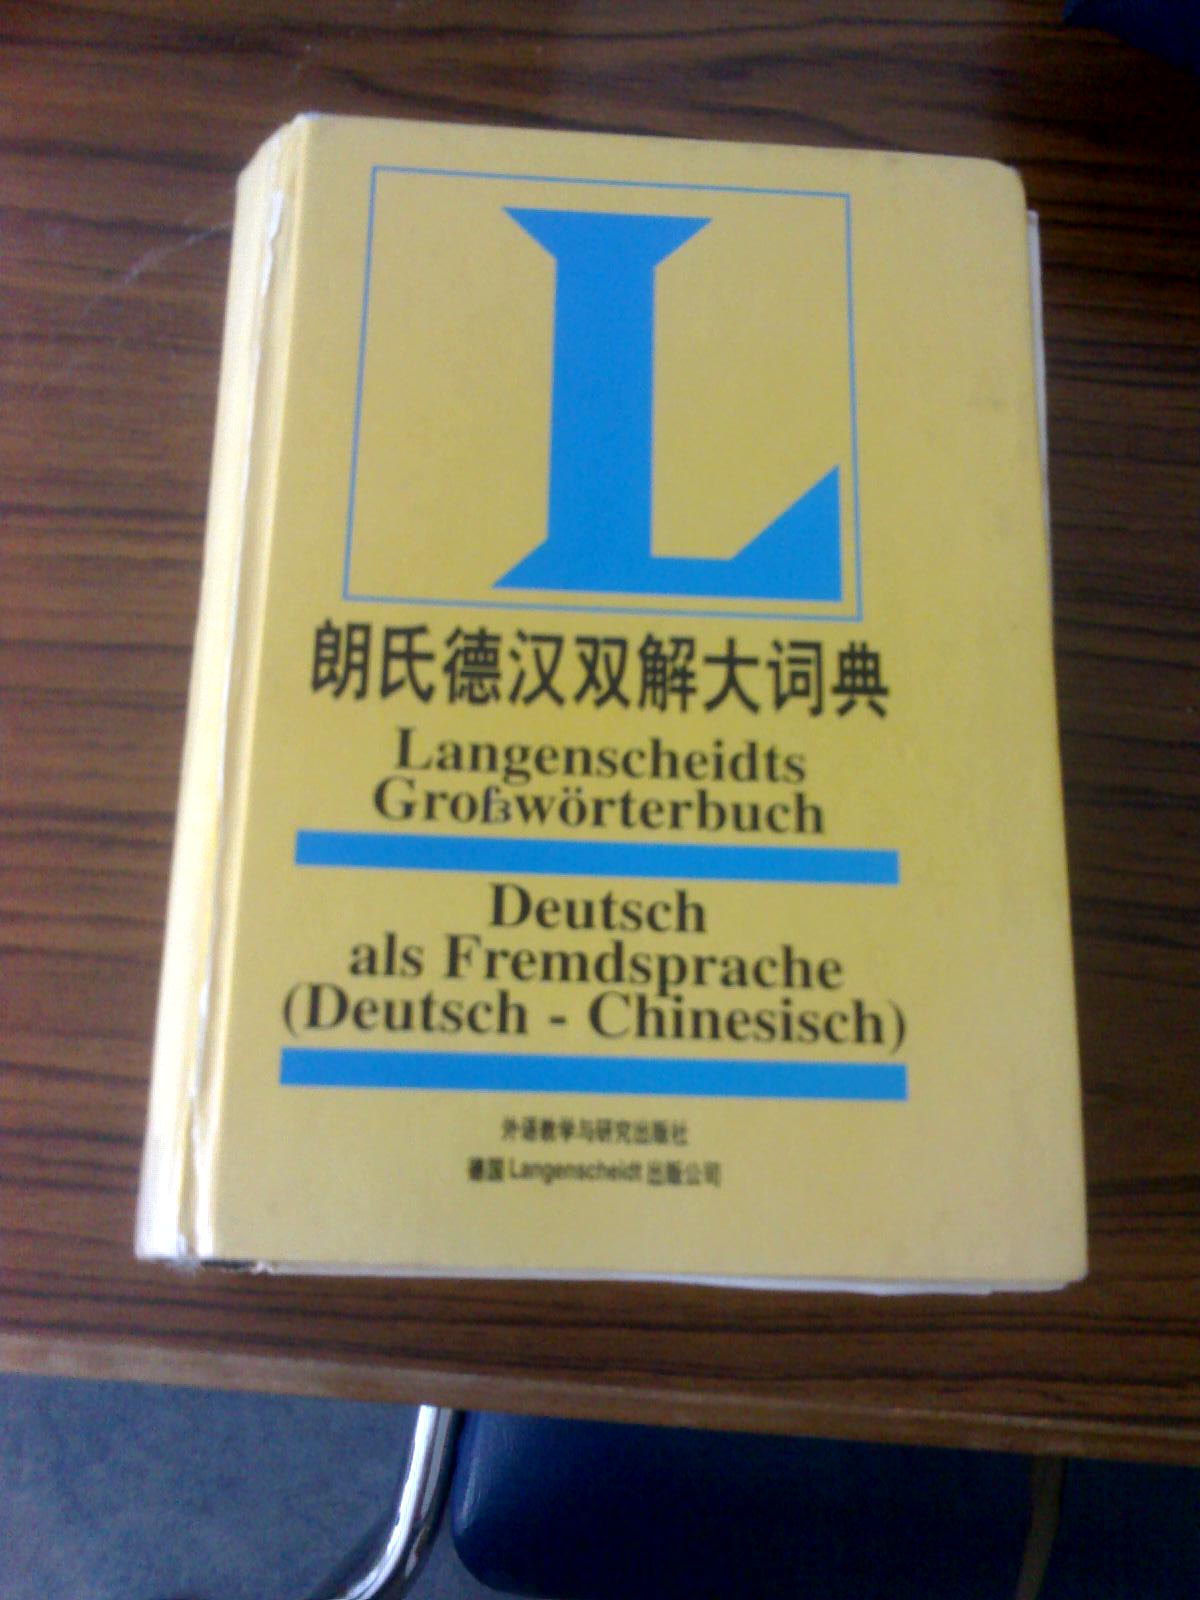 L
朗氏德汉双解大词典
Langenscheidts
Großwörterbuch
Deutsch
als Fremdsprache
(Deutsch - Chinesisch)
外语教学与研究出版社
德国 Langenscheidt 出版公司